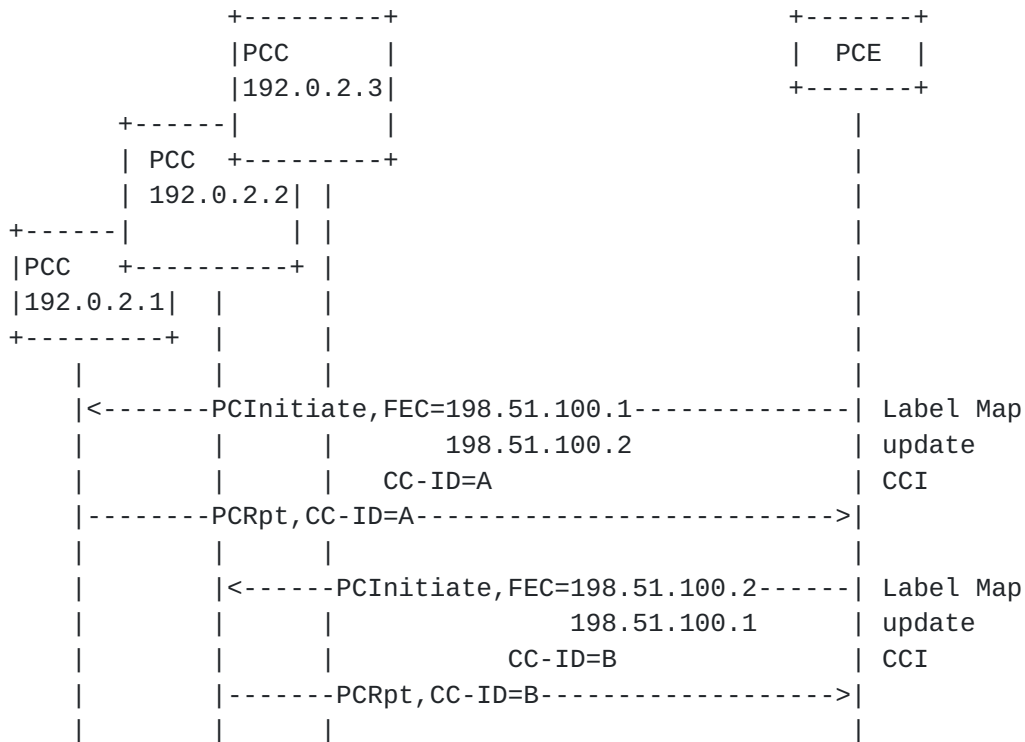 +---------+                         +-------+
|PCC      |                         |  PCE  |
|192.0.2.3|                         +-------+
+------|         |                             |
| PCC  +---------+                             |
| 192.0.2.2| |                                 |
+------|          | |                                 |
|PCC   +----------+ |                                 |
|192.0.2.1|  |      |                                 |
+---------+  |      |                                 |
|        |      |                                 |
|<-------PCInitiate,FEC=198.51.100.1--------------| Label Map
|        |      |       198.51.100.2              | update
|        |      |   CC-ID=A                       | CCI
|--------PCRpt,CC-ID=A--------------------------->|
|        |      |                                 |
|        |<------PCInitiate,FEC=198.51.100.2------| Label Map
|        |      |               198.51.100.1      | update
|        |      |           CC-ID=B               | CCI
|        |-------PCRpt,CC-ID=B------------------->|
|        |      |                                 |